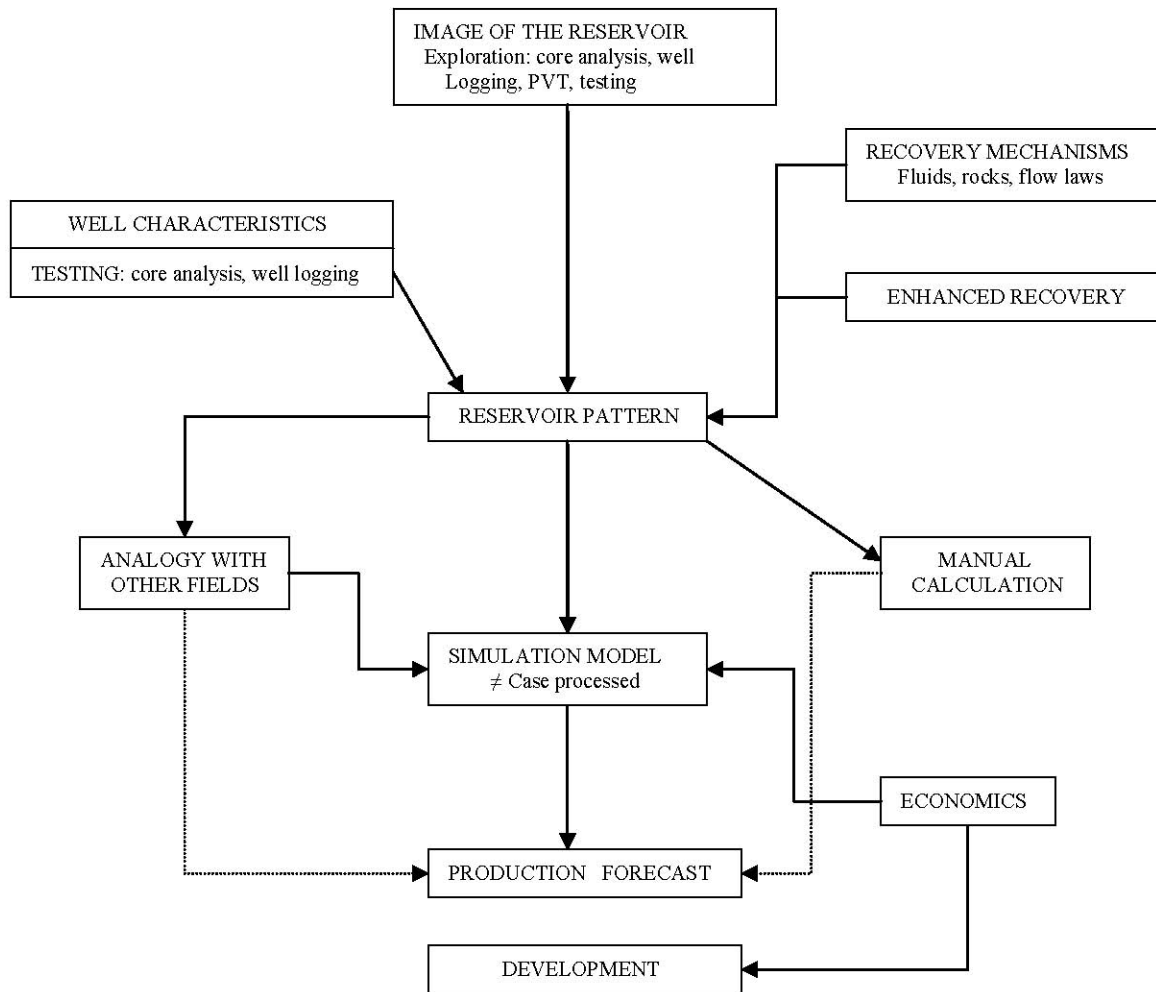 IMAGE OF THE RESERVOIR
Exploration: core analysis, well
Logging, PVT, testing
RECOVERY MECHANISMS
Fluids, rocks, flow laws
WELL CHARACTERISTICS
TESTING: core analysis, well logging
ENHANCED RECOVERY
RESERVOIR PATTERN
ANALOGY WITH
OTHER FIELDS
MANUAL
CALCULATION
SIMULATION MODEL
≠ Case processed
ECONOMICS
PRODUCTION FORECAST
DEVELOPMENT